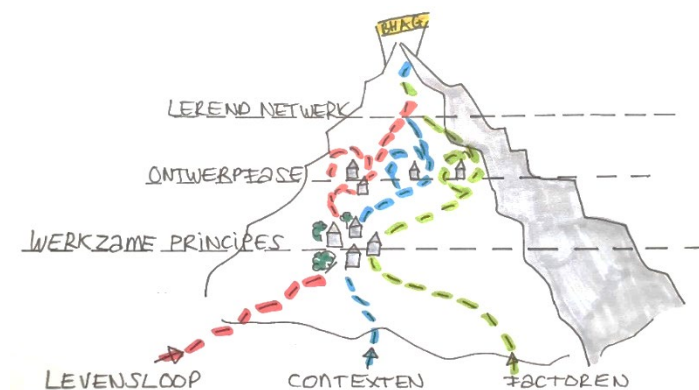 BHAG
LEREND NETWERK
ONTWERPFASE
WERKZAME PRINCIPES
LEVENSLOOP
CONTEXTEN
FACTOREN